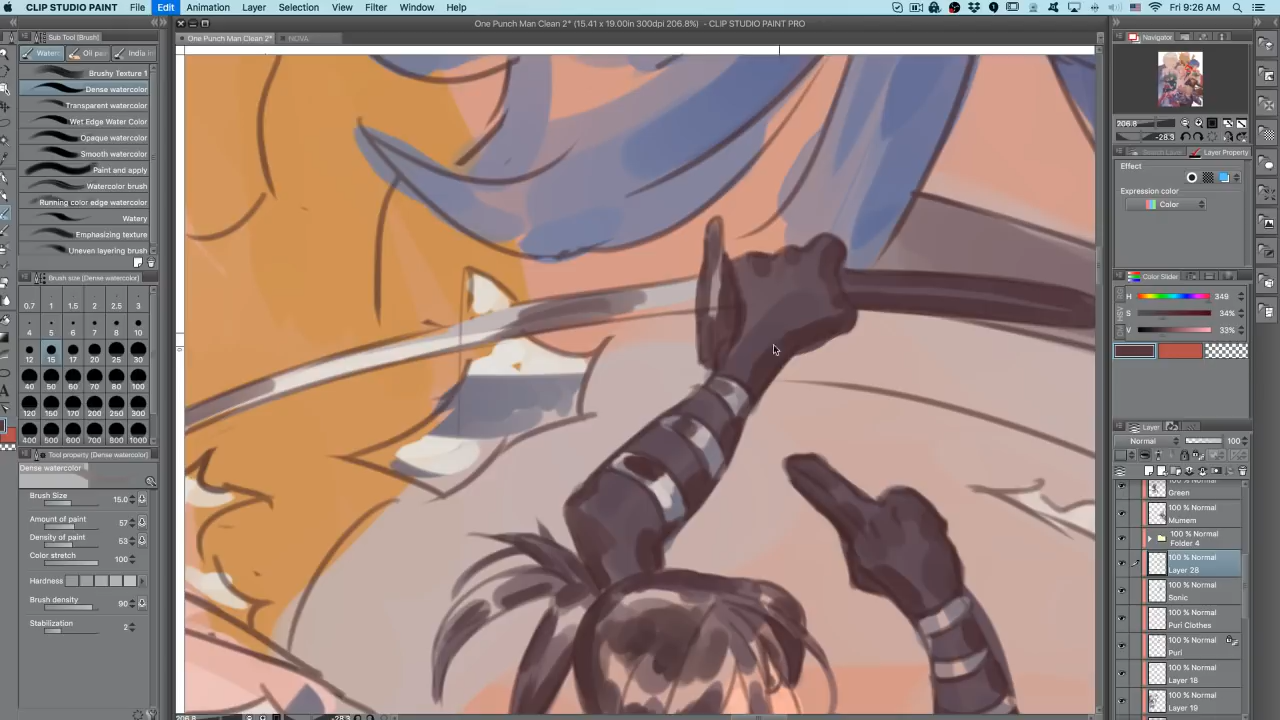 CLIP STUDIO PAINT File Edit Animation Layer Selection View Filter Window Help Fri 9:26 AM
One Punch Man Clean 2* (15.41 x 19.00in 300dpi 206.8%) - CLIP STUDIO PAINT PRO
One Punch Man Clean 2* NOVA
Sub Tool[Brush]
Water Oil pa India in
Brushy Texture 1
Dense watercolor
Transparent watercolor
Wet Edge Water Color
Opaque watercolor
Smooth watercolor
Paint and apply
Watercolor brush
Running color edge watercolor
Watery
Emphasizing texture
Uneven layering brush
Brush size [Dense watercolor]
0.7 1 1.5 2 2.5 3
4 5 6 7 8 10
12 15 17 20 25 30
40 50 60 70 80 100
120 150 170 200 250 300
400 500 600 700 800 1000
Tool property [Dense watercolor]
Dense watercolor
Brush Size 15.0
Amount of paint 57
Density of paint 53
Color stretch 100
Hardness
Brush density 90
Stabilization 2
206.8 -28.3
Navigator
206.8
-28.3
Search Layer Layer Property
Effect
Expression color
Color
Color Slider
H 349
S 34%
V 33%
Layer
Normal 100
100 % Normal
Green
100 % Normal
Mumem
100 % Normal
Folder 4
100 % Normal
Layer 28
100 % Normal
Sonic
100 % Normal
Puri Clothes
100 % Normal
Puri
100 % Normal
Layer 18
100 % Normal
Layer 19